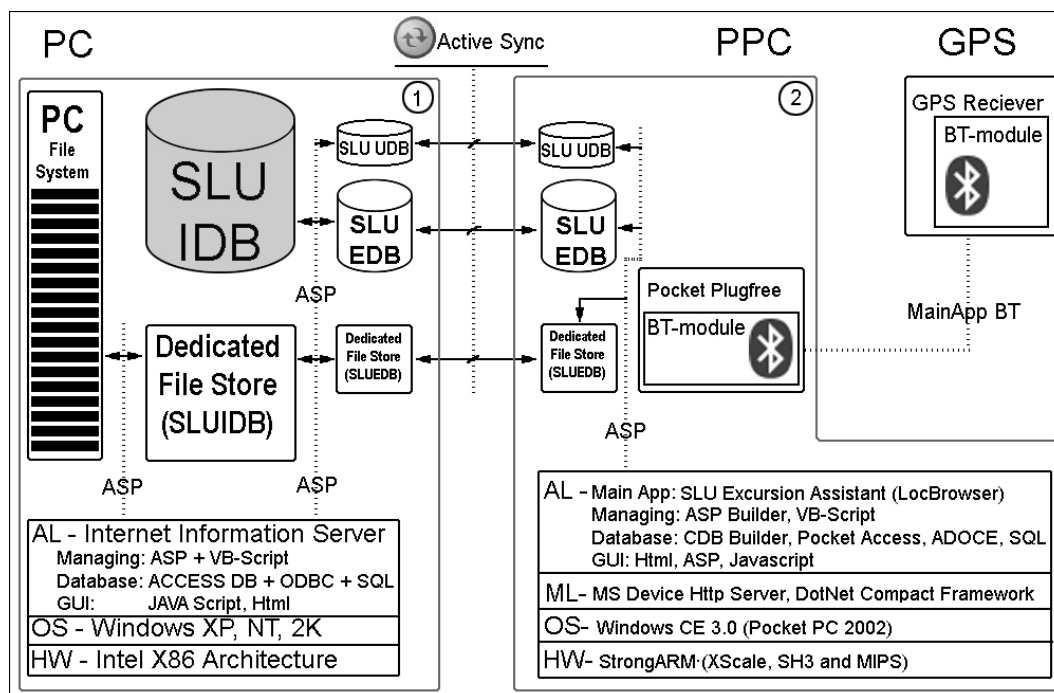 PC
Active Sync
PPC
GPS
1
PC
File
System
SLU
IDB
SLU UDB
SLU
EDB
ASP
Dedicated
File Store
(SLUIDB)
Dedicated
File Store
(SLUEDB)
ASP
ASP
AL - Internet Information Server
Managing: ASP + VB-Script
Database: ACCESS DB + ODBC + SQL
GUI: JAVA Script, Html
OS - Windows XP, NT, 2K
HW - Intel X86 Architecture
2
SLU UDB
SLU
EDB
Dedicated
File Store
(SLUEDB)
Pocket Plugfree
BT-module
ASP
GPS Reciever
BT-module
MainApp BT
AL - Main App: SLU Excursion Assistant (LocBrowser)
Managing: ASP Builder, VB-Script
Database: CDB Builder, Pocket Access, ADOCE, SQL
GUI: Html, ASP, Javascript
ML- MS Device Http Server, DotNet Compact Framework
OS- Windows CE 3.0 (Pocket PC 2002)
HW- StrongARM·(XScale, SH3 and MIPS)